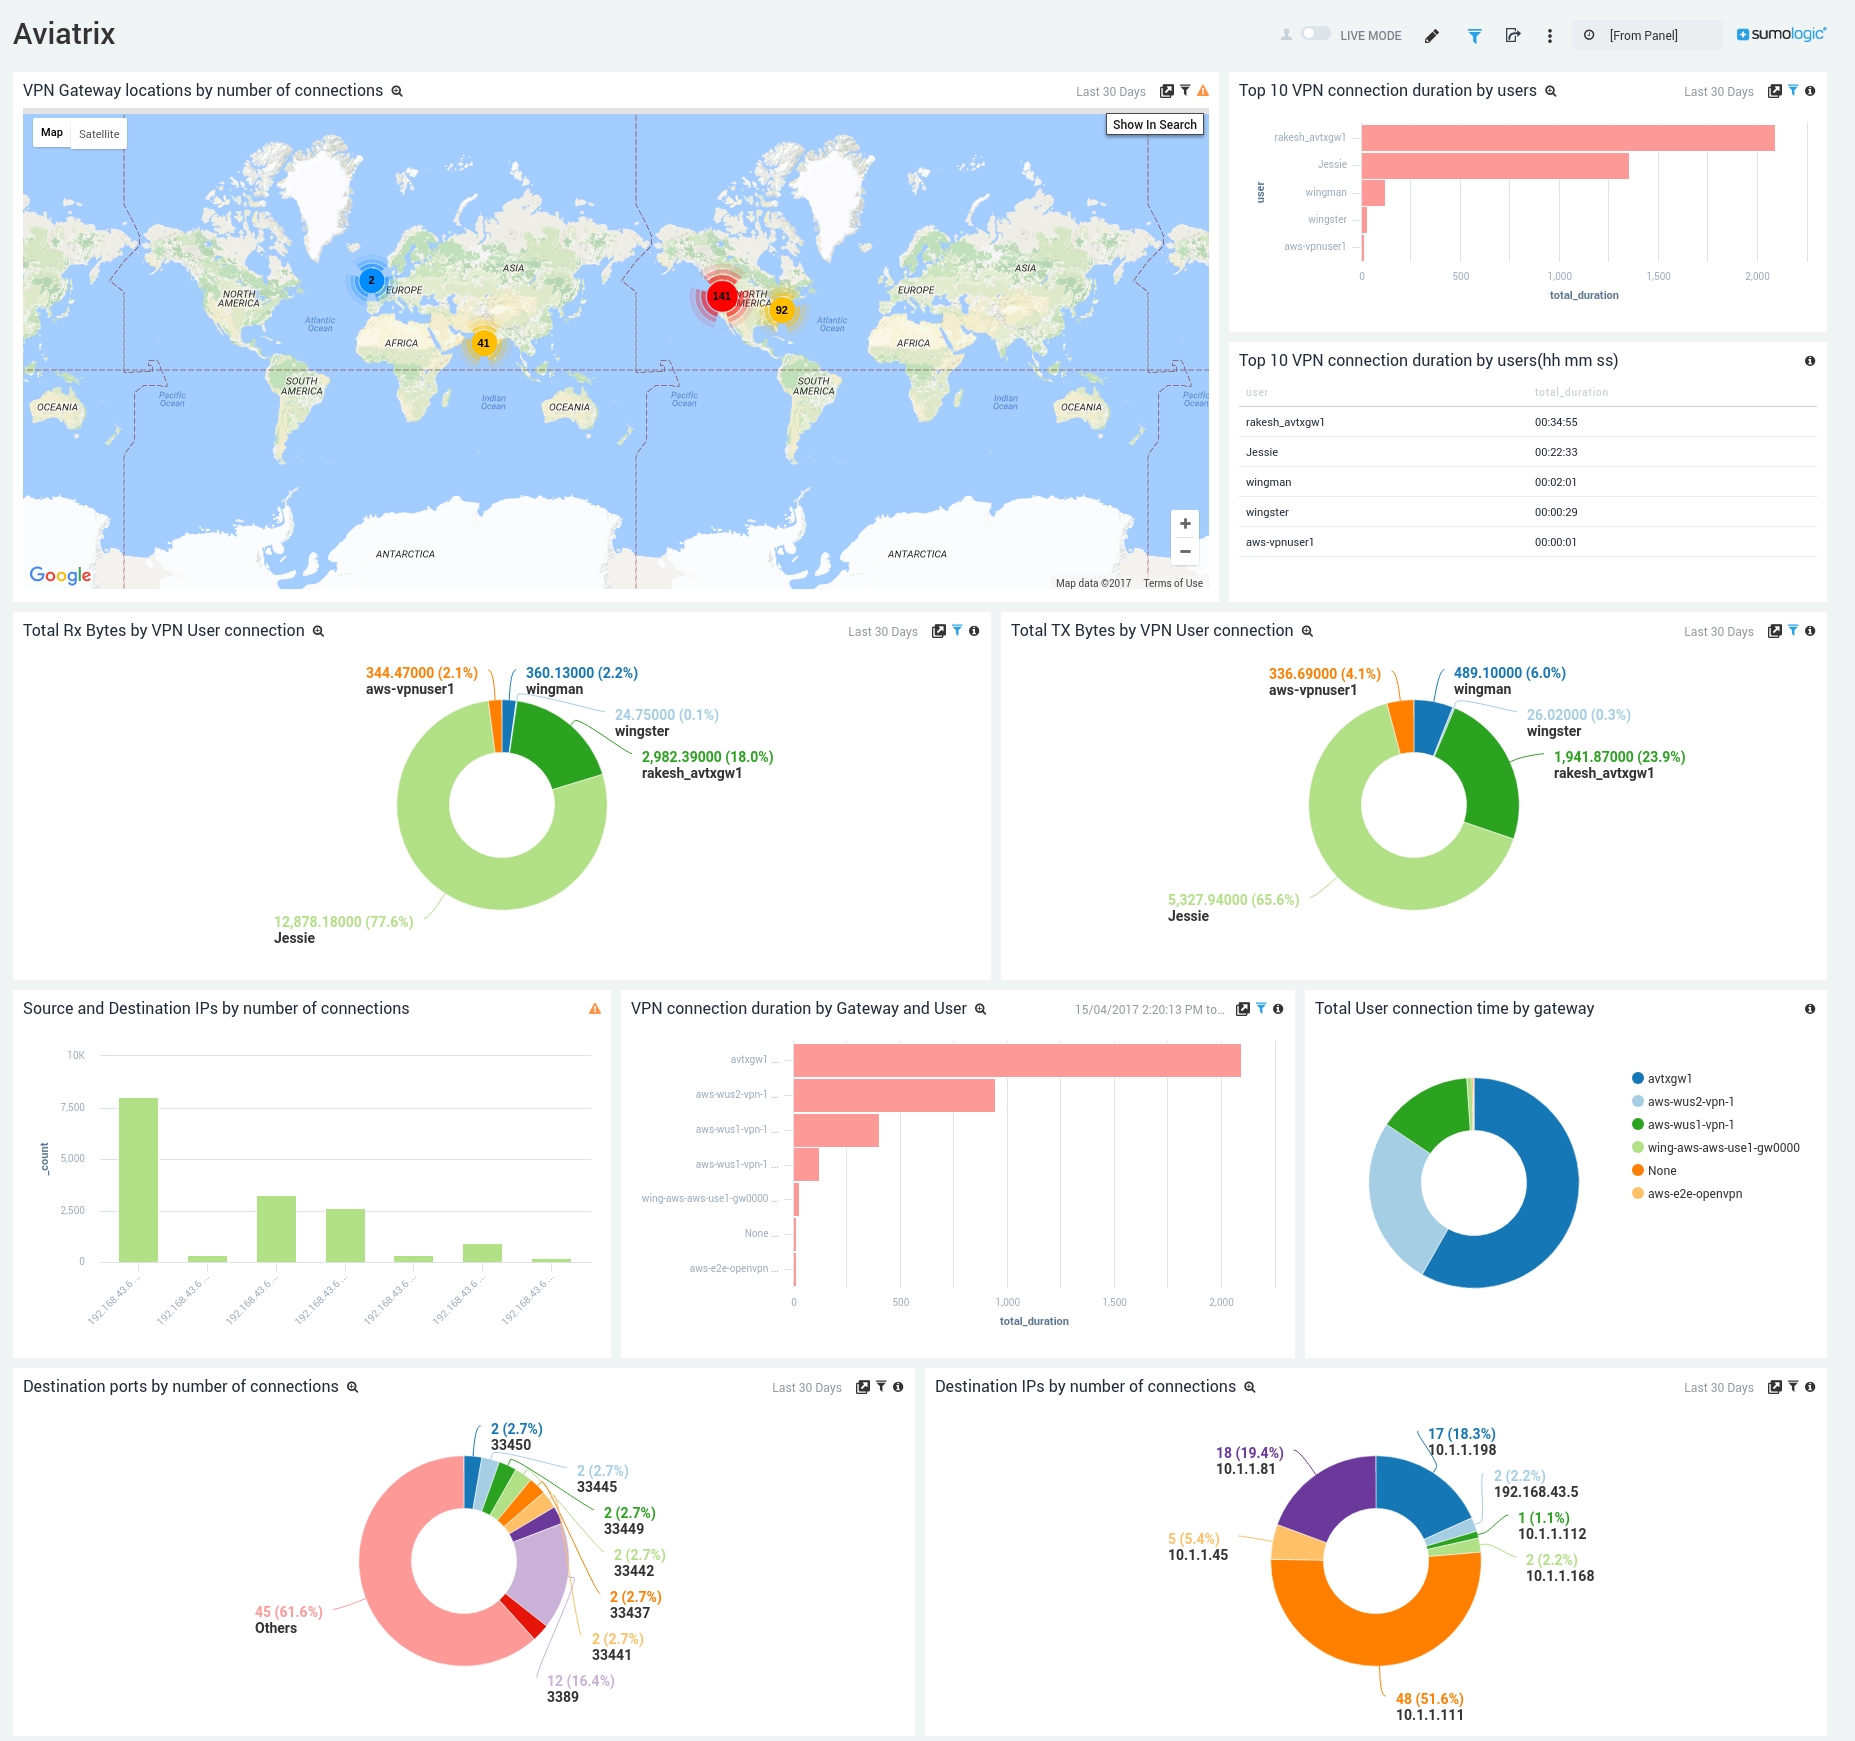 Aviatrix
LIVE MODE
[From Panel]
sumologic
VPN Gateway locations by number of connections
Last 30 Days
Map
Satellite
Show In Search
NORTH AMERICA
Atlantic Ocean
EUROPE
ASIA
AFRICA
SOUTH AMERICA
Pacific Ocean
Indian Ocean
OCEANIA
OCEANIA
ANTARCTICA
2
41
141
92
NORTH AMERICA
Atlantic Ocean
EUROPE
ASIA
AFRICA
SOUTH AMERICA
Pacific Ocean
Indian Ocean
OCEANIA
Pacific
ANTARCTICA
Google
Map data ©2017
Terms of Use
Top 10 VPN connection duration by users
Last 30 Days
user
rakesh_avtxgw1
Jessie
wingman
wingster
aws-vpnuser1
0
500
1,000
1,500
2,000
total_duration
Top 10 VPN connection duration by users(hh mm ss)
user total_duration
rakesh_avtxgw1 00:34:55
Jessie 00:22:33
wingman 00:02:01
wingster 00:00:29
aws-vpnuser1 00:00:01
Total Rx Bytes by VPN User connection
Last 30 Days
344.47000 (2.1%)
aws-vpnuser1
360.13000 (2.2%)
wingman
24.75000 (0.1%)
wingster
2,982.39000 (18.0%)
rakesh_avtxgw1
12,878.18000 (77.6%)
Jessie
Total TX Bytes by VPN User connection
Last 30 Days
336.69000 (4.1%)
aws-vpnuser1
489.10000 (6.0%)
wingman
26.02000 (0.3%)
wingster
1,941.87000 (23.9%)
rakesh_avtxgw1
5,327.94000 (65.6%)
Jessie
Source and Destination IPs by number of connections
_count
10K
7,500
5,000
2,500
0
192.168.43.6 ...
192.168.43.6 ...
192.168.43.6 ...
192.168.43.6 ...
192.168.43.6 ...
192.168.43.6 ...
192.168.43.6 ...
VPN connection duration by Gateway and User
15/04/2017 2:20:13 PM to...
avtxgw1 ...
aws-wus2-vpn-1 ...
aws-wus1-vpn-1 ...
aws-wus1-vpn-1 ...
wing-aws-aws-use1-gw0000 ...
None ...
aws-e2e-openvpn ...
0
500
1,000
1,500
2,000
total_duration
Total User connection time by gateway
avtxgw1
aws-wus2-vpn-1
aws-wus1-vpn-1
wing-aws-aws-use1-gw0000
None
aws-e2e-openvpn
Destination ports by number of connections
Last 30 Days
2 (2.7%)
33450
2 (2.7%)
33445
2 (2.7%)
33449
2 (2.7%)
33442
2 (2.7%)
33437
2 (2.7%)
33441
12 (16.4%)
3389
45 (61.6%)
Others
Destination IPs by number of connections
Last 30 Days
17 (18.3%)
10.1.1.198
2 (2.2%)
192.168.43.5
1 (1.1%)
10.1.1.112
2 (2.2%)
10.1.1.168
48 (51.6%)
10.1.1.111
5 (5.4%)
10.1.1.45
18 (19.4%)
10.1.1.81